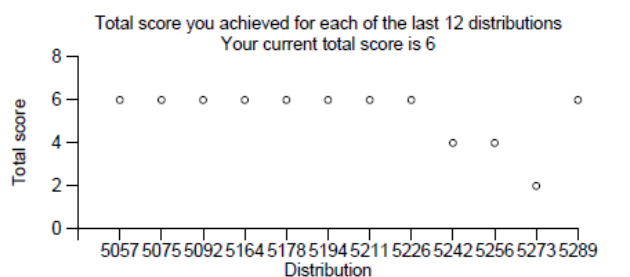 Total score you achieved for each of the last 12 distributions
Your current total score is 6
8
6
4
2
0
Total score
5057 5075 5092 5164 5178 5194 5211 5226 5242 5256 5273 5289
Distribution